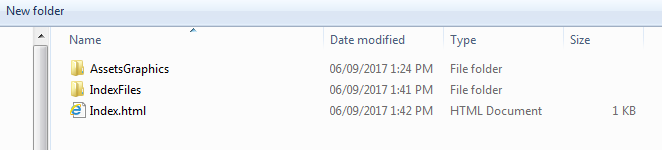 New folder
Name Date modified Type Size
AssetsGraphics 06/09/2017 1:24 PM File folder
IndexFiles 06/09/2017 1:41 PM File folder
Index.html 06/09/2017 1:42 PM HTML Document 1 KB